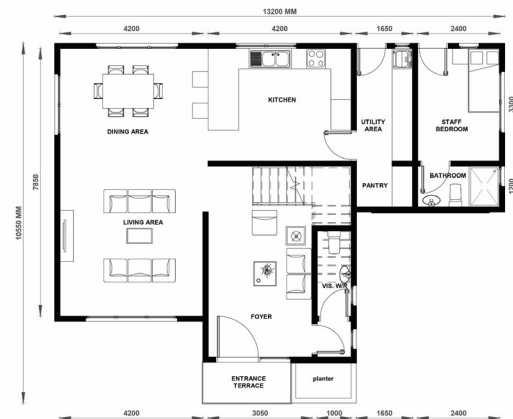 13200 MM
4200
4200
1650
2400
KITCHEN
DINING AREA
UTILITY
AREA
STAFF
BEDROOM
3300
7850
10550 MM
BATHROOM
1200
PANTRY
LIVING AREA
VIS. W/R
FOYER
ENTRANCE
TERRACE
planter
4200
3050
1000
1650
2400